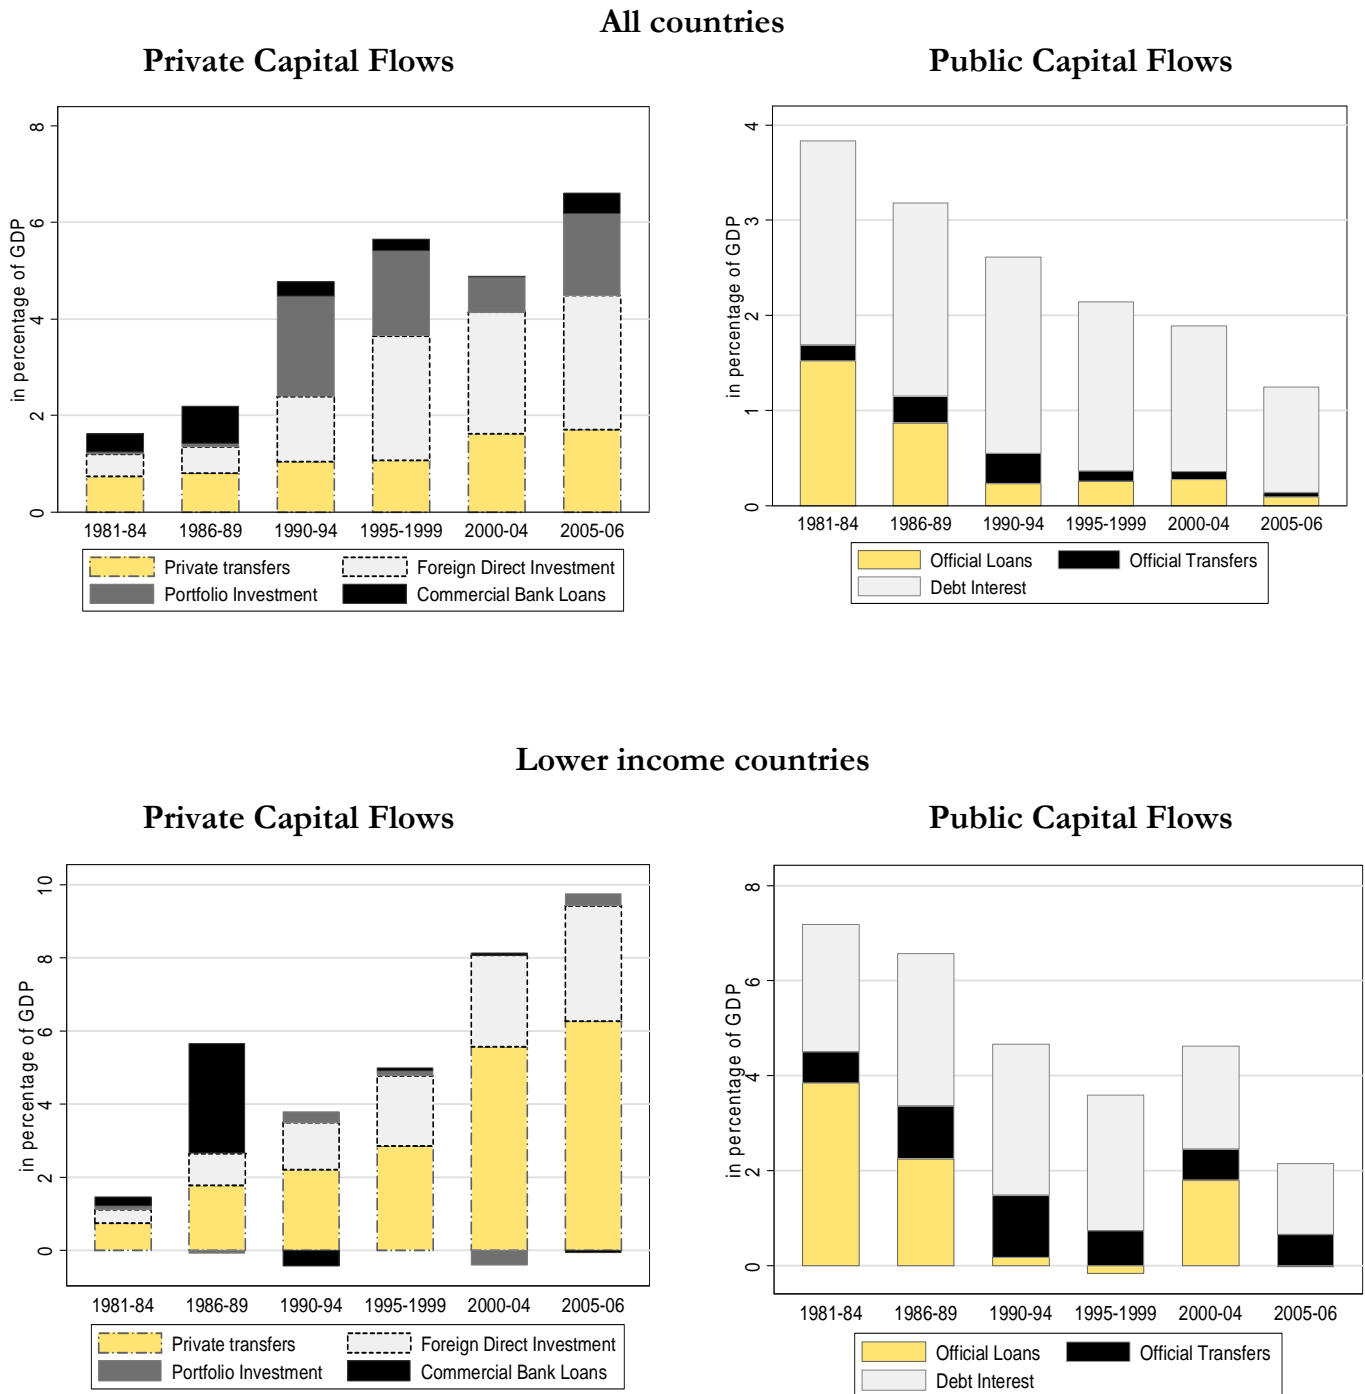 All countries
Private Capital Flows
Public Capital Flows
in percentage of GDP
8
6
4
2
0
1981-84 1986-89 1990-94 1995-1999 2000-04 2005-06
Private transfers Foreign Direct Investment
Portfolio Investment Commercial Bank Loans
in percentage of GDP
4
3
2
1
0
1981-84 1986-89 1990-94 1995-1999 2000-04 2005-06
Official Loans Official Transfers
Debt Interest
Lower income countries
Private Capital Flows
Public Capital Flows
in percentage of GDP
10
8
6
4
2
0
1981-84 1986-89 1990-94 1995-1999 2000-04 2005-06
Private transfers Foreign Direct Investment
Portfolio Investment Commercial Bank Loans
in percentage of GDP
8
6
4
2
0
1981-84 1986-89 1990-94 1995-1999 2000-04 2005-06
Official Loans Official Transfers
Debt Interest